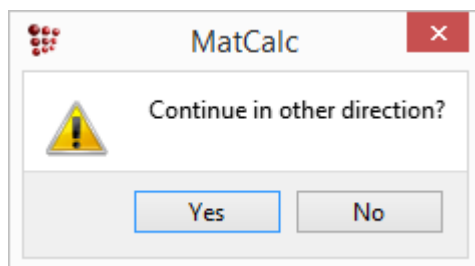 MatCalc
Continue in other direction?
Yes
No